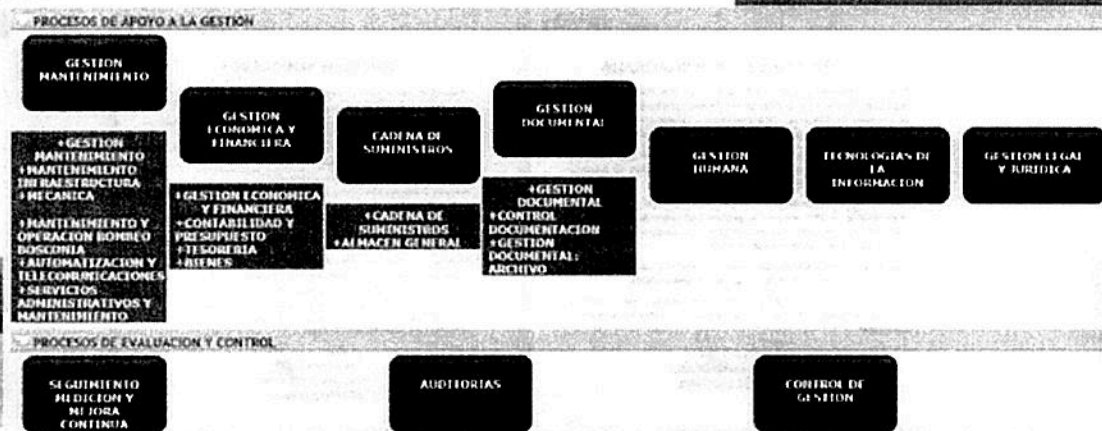 PROCESOS DE APOYO A LA GESTIÓN
GESTION
MANTENIMIENTO
+GESTION
MANTENIMIENTO
+MANTENIMIENTO
INFRAESTRUCTURA
+MECANICA
+MANTENIMIENTO Y
OPERACION BOMBEO
BOSCONIA
+AUTOMATIZACION Y
TELECOMUNICACIONES
+SERVICIOS
ADMINISTRATIVOS Y
MANTENIMIENTO
GESTION
ECONOMICA Y
FINANCIERA
+GESTION ECONOMICA
Y FINANCIERA
+CONTABILIDAD Y
PRESUPUESTO
+TESORERIA
+BIENES
CADENA DE
SUMINISTROS
+CADENA DE
SUMINISTROS
+ALMACEN GENERAL
GESTION
DOCUMENTAL
+GESTION
DOCUMENTAL
+CONTROL
DOCUMENTACION
+GESTION
DOCUMENTAL:
ARCHIVO
GESTION
HUMANA
TECNOLOGIAS DE
LA
INFORMACION
GESTION LEGAL
Y JURIDICA
PROCESOS DE EVALUACION Y CONTROL
SEGUIMIENTO
MEDICION Y
MEJORA
CONTINUA
AUDITORIAS
CONTROL DE
GESTION